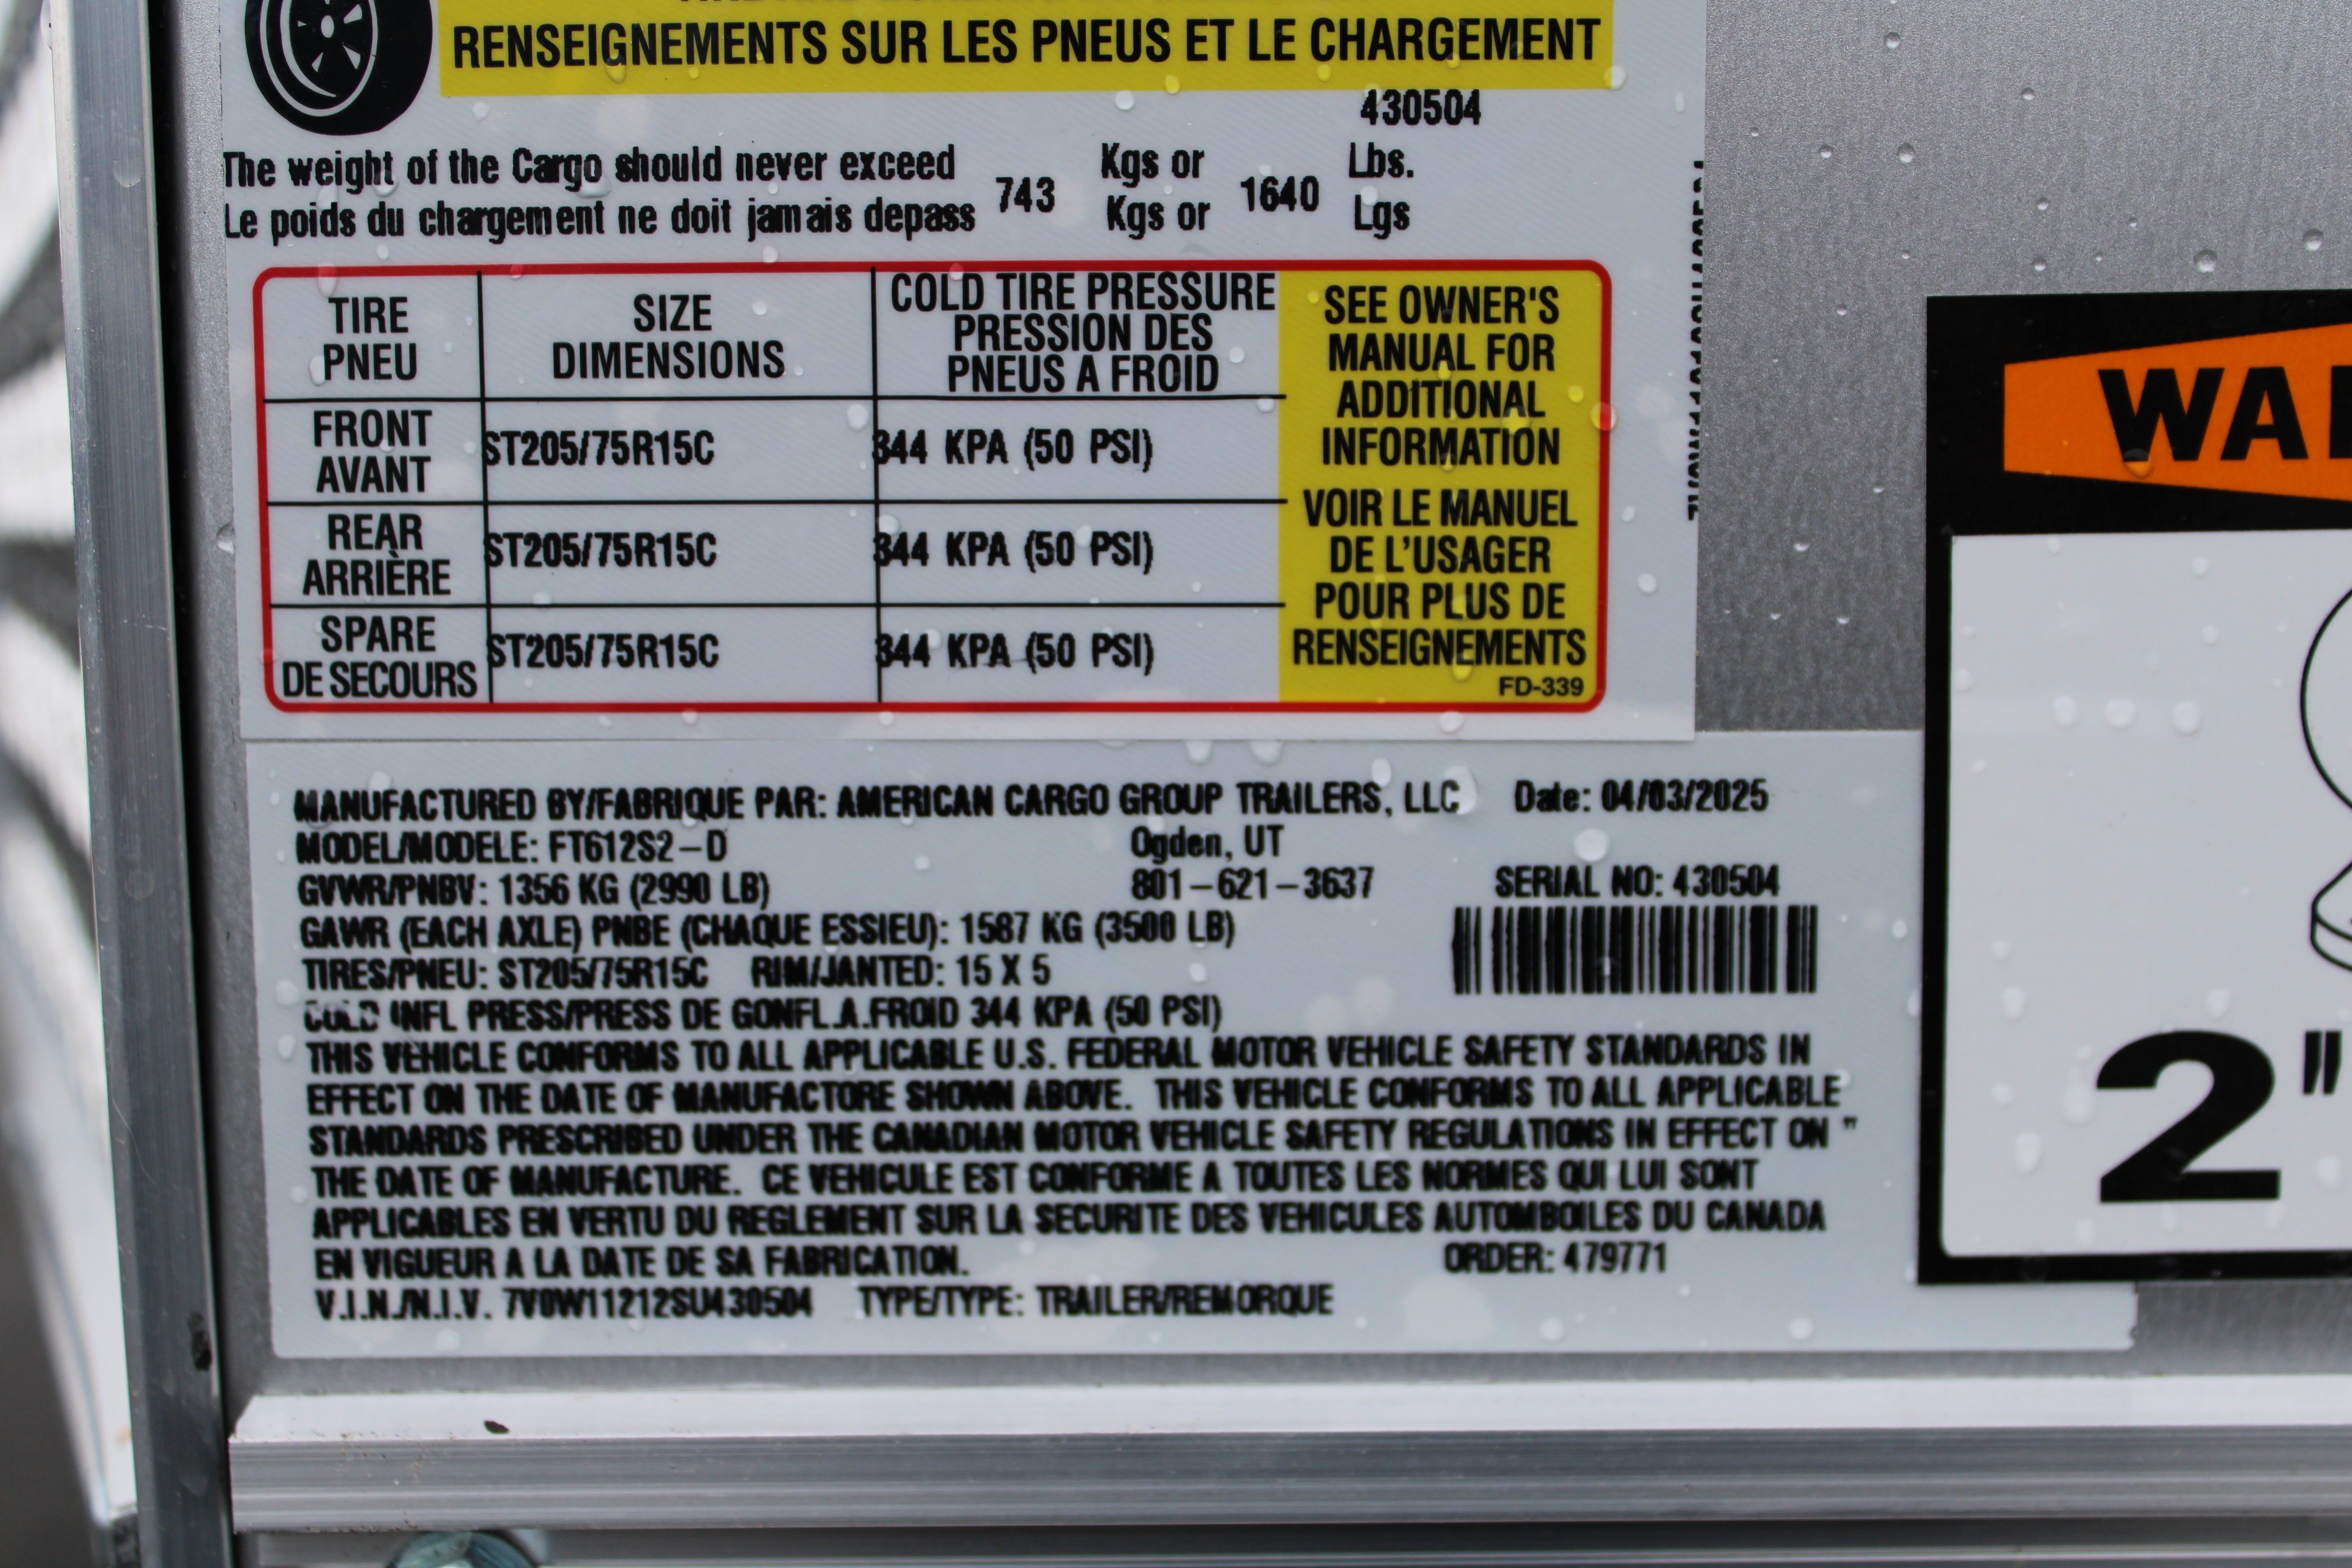 RENSEIGNEMENTS SUR LES PNEUS ET LE CHARGEMENT
430504
The weight of the Cargo should never exceed 743 Kgs or 1640 Lbs.
Le poids du chargement ne doit jamais depass Kgs or Lgs
TIRE PNEU
SIZE DIMENSIONS
COLD TIRE PRESSURE
PRESSION DES
PNEUS A FROID
FRONT AVANT ST205/75R15C 344 KPA (50 PSI)
REAR ARRIÈRE ST205/75R15C 344 KPA (50 PSI)
SPARE DE SECOURS ST205/75R15C 344 KPA (50 PSI)
SEE OWNER'S
MANUAL FOR
ADDITIONAL
INFORMATION
VOIR LE MANUEL
DE L'USAGER
POUR PLUS DE
RENSEIGNEMENTS
FD-339
MANUFACTURED BY/FABRIQUE PAR: AMERICAN CARGO GROUP TRAILERS, LLC Date: 04/03/2025
MODEL/MODELE: FT612S2-D Ogden, UT
GVWR/PNBV: 1356 KG (2990 LB) 801-621-3637 SERIAL NO: 430504
GAWR (EACH AXLE) PNBE (CHAQUE ESSIEU): 1587 KG (3500 LB)
TIRES/PNEU: ST205/75R15C RIM/JANTED: 15 X 5
COLD INFL PRESS/PRESS DE GONFL.A.FROID 344 KPA (50 PSI)
THIS VEHICLE CONFORMS TO ALL APPLICABLE U.S. FEDERAL MOTOR VEHICLE SAFETY STANDARDS IN
EFFECT ON THE DATE OF MANUFACTORE SHOWN ABOVE. THIS VEHICLE CONFORMS TO ALL APPLICABLE
STANDARDS PRESCRIBED UNDER THE CANADIAN MOTOR VEHICLE SAFETY REGULATIONS IN EFFECT ON "
THE DATE OF MANUFACTURE. CE VEHICULE EST CONFORME A TOUTES LES NORMES QUI LUI SONT
APPLICABLES EN VERTU DU REGLEMENT SUR LA SECURITE DES VEHICULES AUTOMBOILES DU CANADA
EN VIGUEUR A LA DATE DE SA FABRICATION. ORDER: 479771
V.I.N./N.I.V. 7V0W11212SU430504 TYPE/TYPE: TRAILER/REMORQUE
2"